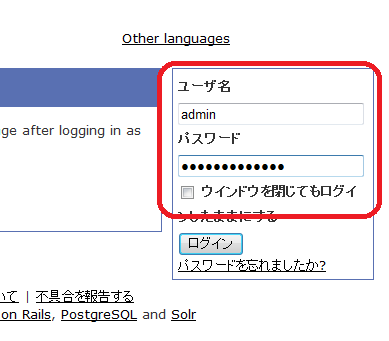 Other languages
ge after logging in as
ユーザ名
admin
パスワード
●●●●●●●●●●●●●
ウインドウを閉じてもログイ
ンしたままにする
ログイン
パスワードを忘れましたか?
いて | 不具合を報告する
on Rails, PostgreSQL and Solr